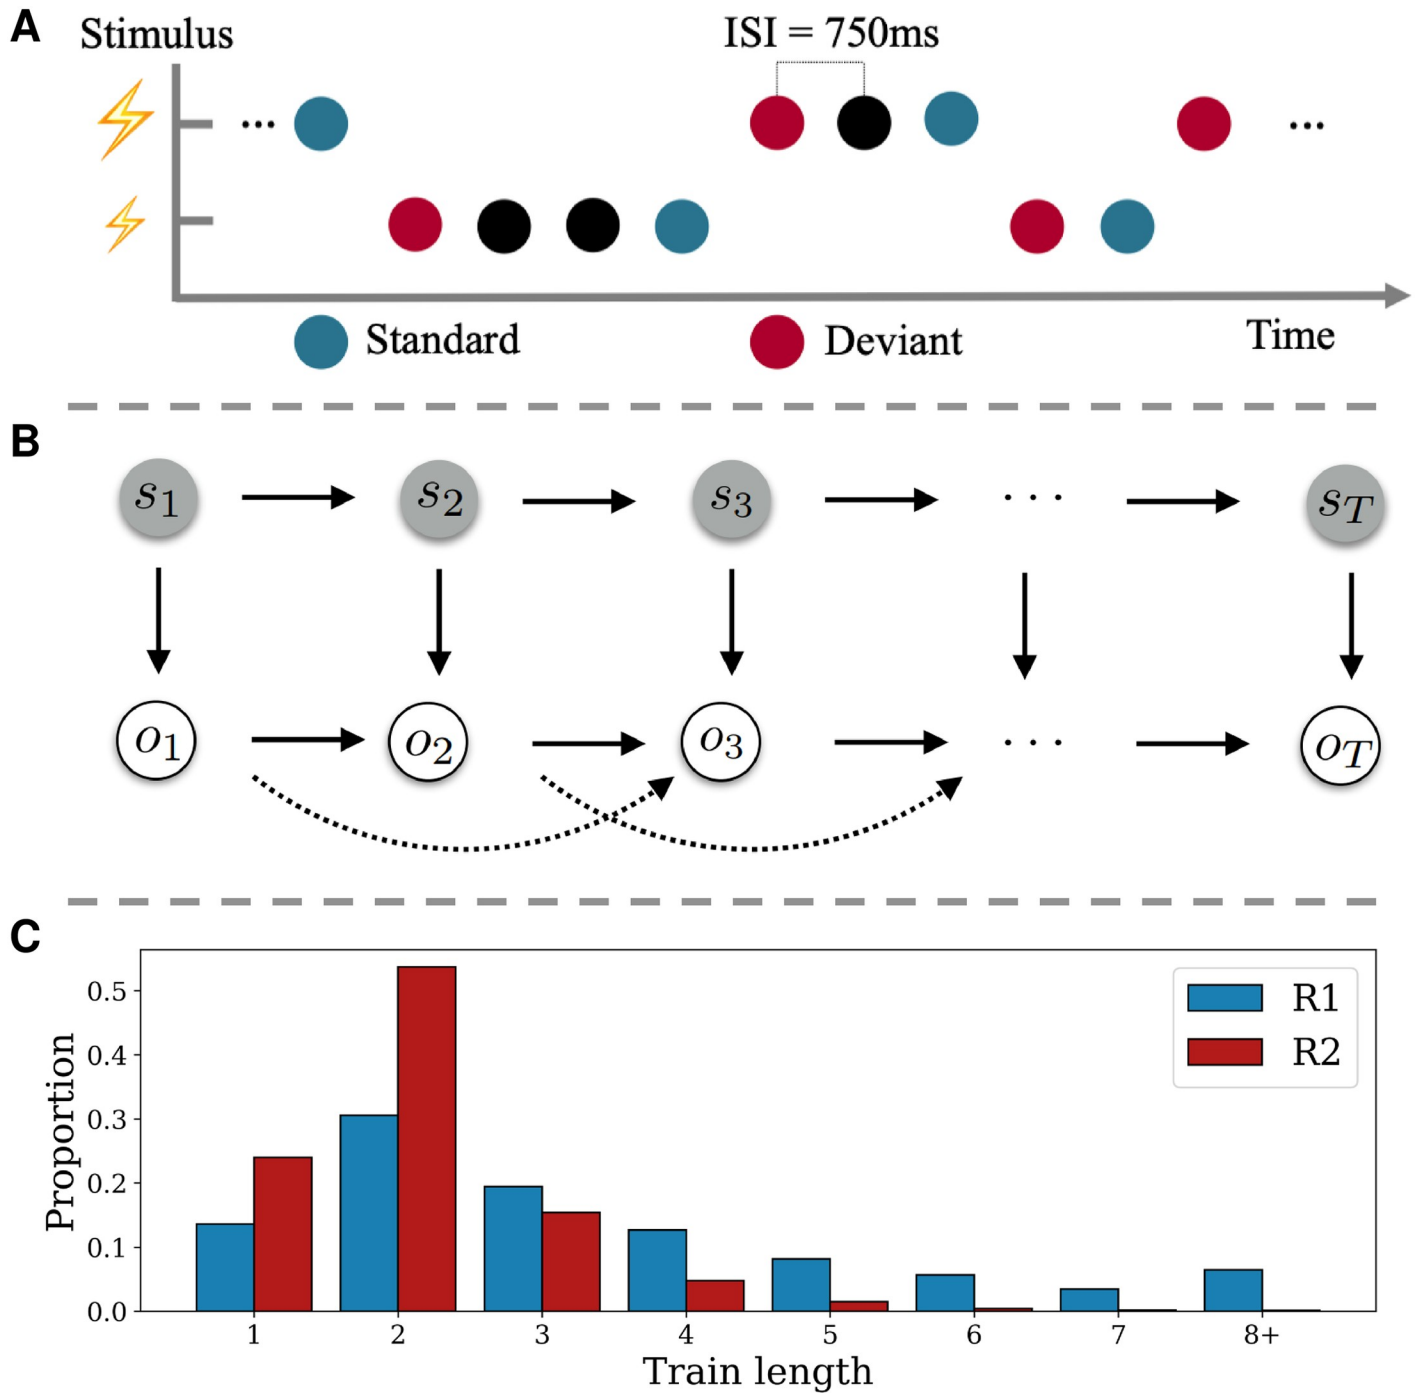 A
Stimulus
ISI = 750ms
...
...
Standard
Deviant
Time
B
s1 s2 s3 ... sT
o1 o2 o3 ... oT
C
Proportion
0.5
0.4
0.3
0.2
0.1
0.0
R1
R2
1 2 3 4 5 6 7 8+
Train length